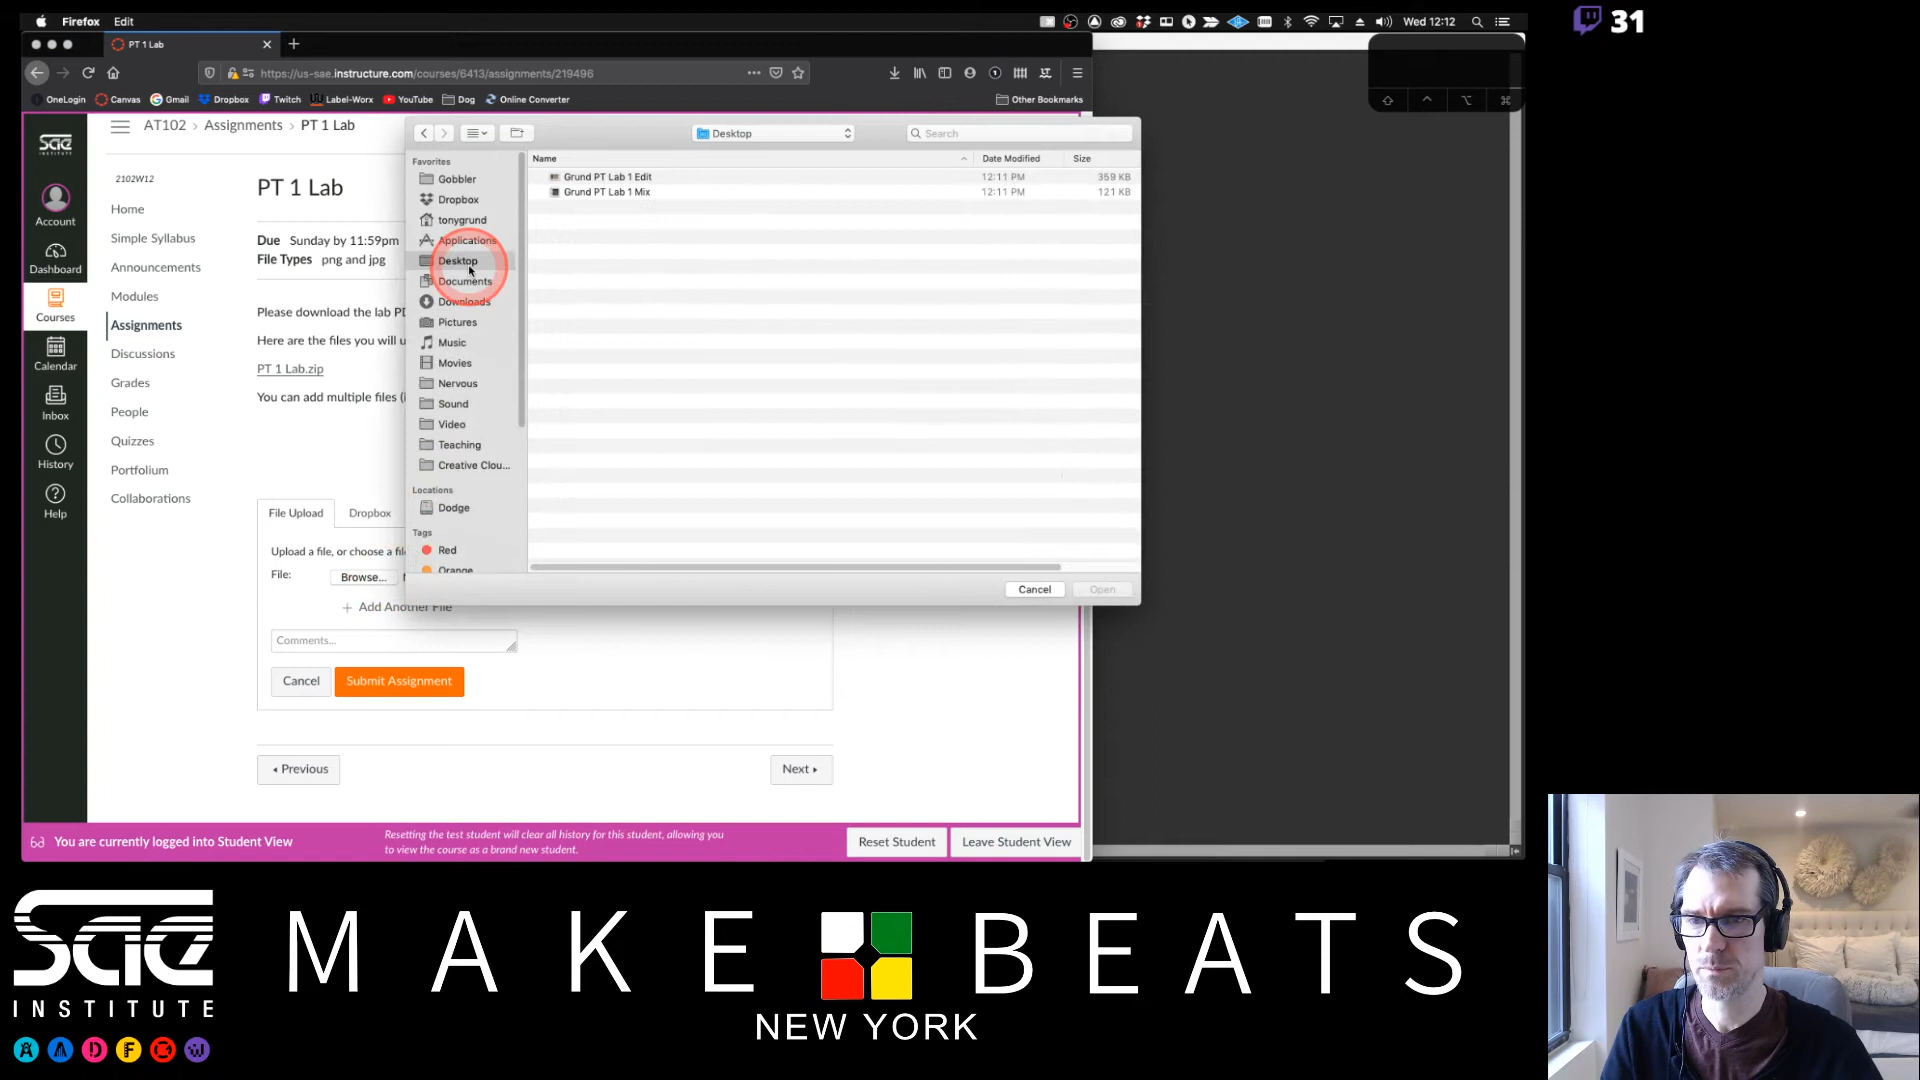 Firefox Edit
Wed 12:12
31
PT 1 Lab
https://us-sae.instructure.com/courses/6413/assignments/219496
OneLogin Canvas Gmail Dropbox Twitch Label-Worx YouTube Dog Online Converter Other Bookmarks
sae
INSTITUTE
Account
Dashboard
Courses
Calendar
Inbox
History
Help
AT102 › Assignments › PT 1 Lab
2102W12
Home
Simple Syllabus
Announcements
Modules
Assignments
Discussions
Grades
People
Quizzes
Portfolium
Collaborations
PT 1 Lab
Due Sunday by 11:59pm
File Types png and jpg
Please download the lab
Here are the files you will
PT 1 Lab.zip
You can add multiple files
File Upload Dropbox
Upload a file, or choose a
File: Browse...
+ Add Another File
Comments...
Cancel Submit Assignment
Previous Next
Desktop Search
Favorites
Gobbler
Dropbox
tonygrund
Applications
Desktop
Documents
Downloads
Pictures
Music
Movies
Nervous
Sound
Video
Teaching
Creative Clou...
Locations
Dodge
Tags
Red
Orange
Name Date Modified Size
Grund PT Lab 1 Edit 12:11 PM 359 KB
Grund PT Lab 1 Mix 12:11 PM 121 KB
Cancel Open
You are currently logged into Student View
Resetting the test student will clear all history for this student, allowing you
to view the course as a brand new student.
Reset Student Leave Student View
sae
INSTITUTE
A A D F W
MAKE BEATS
NEW YORK